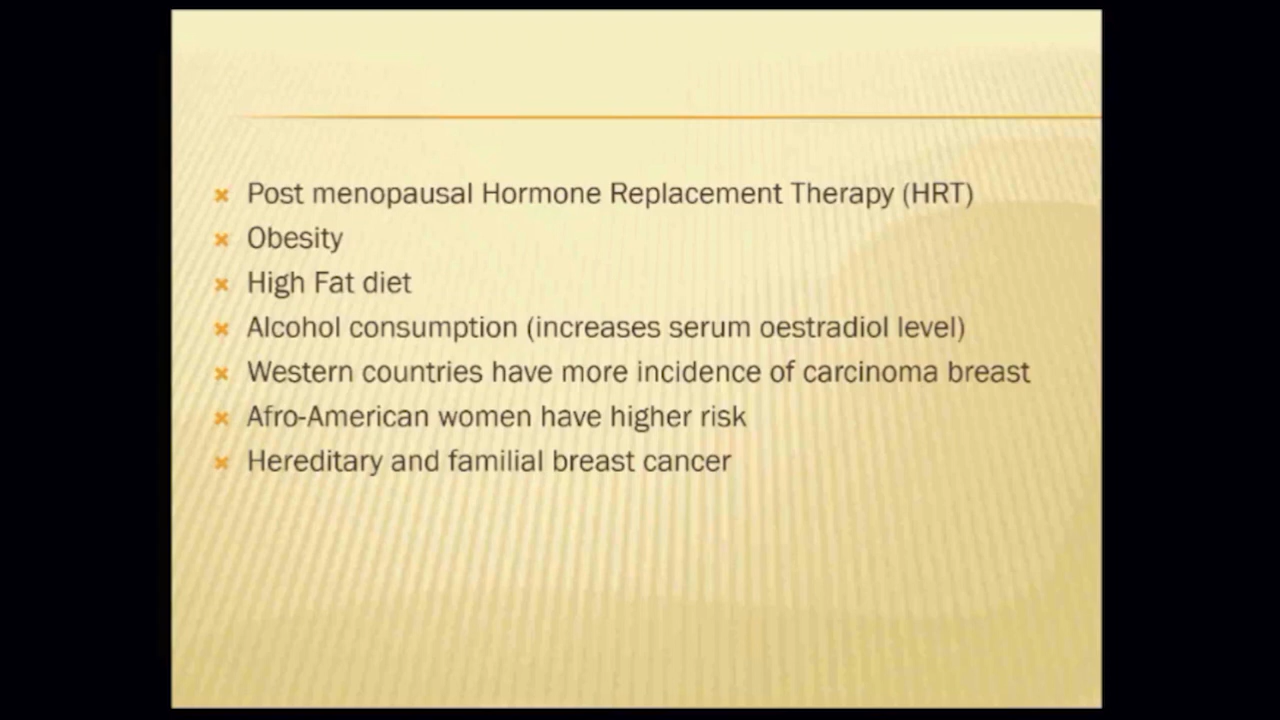 Post menopausal Hormone Replacement Therapy (HRT)
Obesity
High Fat diet
Alcohol consumption (increases serum oestradiol level)
Western countries have more incidence of carcinoma breast
Afro-American women have higher risk
Hereditary and familial breast cancer